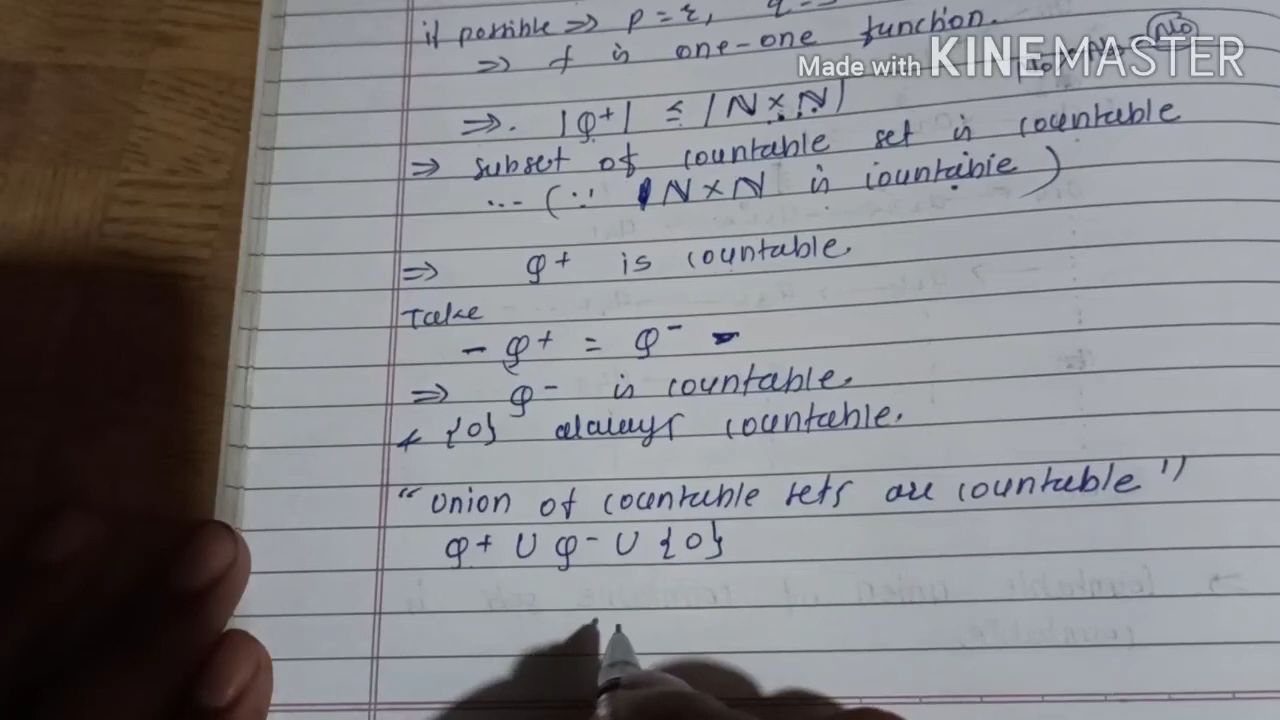 if possible ⇒ p = ε,
⇒ f is one-one function.
Made with KINEMASTER
⇒. |φ+| ≤ |N×N|
⇒ subset of countable set is countable
... (∵ N×N is countable)
⇒ φ+ is countable.
Take
- φ+ = φ- -
⇒ φ- is countable.
+ {0} always countable.
"Union of countable sets are countable"
φ+ ∪ φ- ∪ {0}